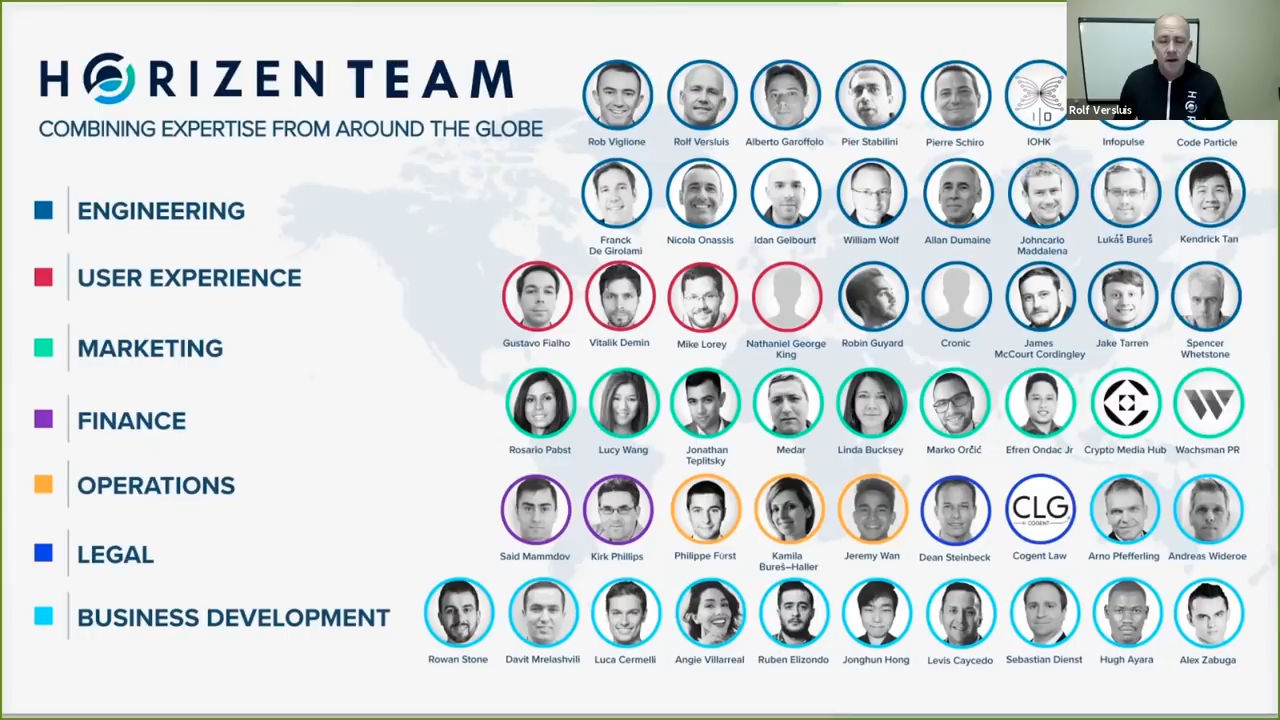 HORIZEN TEAM
COMBINING EXPERTISE FROM AROUND THE GLOBE
Rolf Versluis
HOR
Rob Viglione Rolf Versluis Alberto Garoffolo Pier Stabilini Pierre Schiro IOHK Infopulse Code Particle
ENGINEERING
Franck De Girolami Nicola Onassis Idan Gelbourt William Wolf Allan Dumaine Johncarlo Maddalena Lukáš Bureš Kendrick Tan
USER EXPERIENCE
Gustavo Fialho Vitalik Demin Mike Lorey Nathaniel George King Robin Guyard Cronic James McCourt Cordingley Jake Tarren Spencer Whetstone
MARKETING
Rosario Pabst Lucy Wang Jonathan Teplitsky Medar Linda Bucksey Marko Orčić Efren Ondac Jr Crypto Media Hub Wachsman PR
FINANCE
OPERATIONS
CLG
COGENT
Said Mammdov Kirk Phillips Philippe Fürst Kamila Bureš–Haller Jeremy Wan Dean Steinbeck Cogent Law Arno Pfefferling Andreas Wideroe
LEGAL
BUSINESS DEVELOPMENT
Rowan Stone Davit Mrelashvili Luca Cermelli Angie Villarreal Ruben Elizondo Jonghun Hong Levis Caycedo Sebastian Dienst Hugh Ayara Alex Zabuga